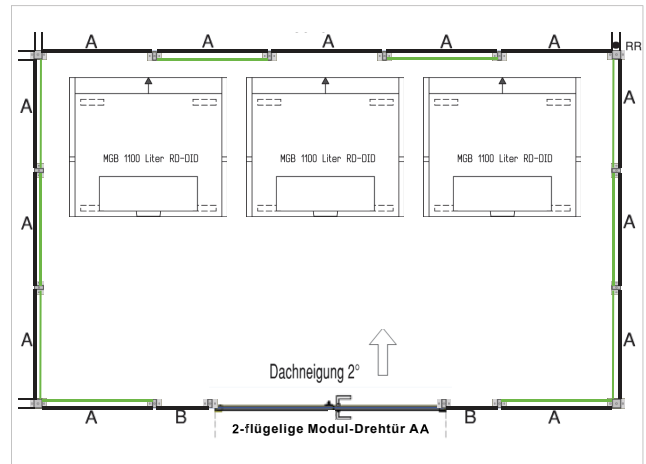 A A A A A RR
A A
MGB 1100 Liter RD-DID MGB 1100 Liter RD-DID MGB 1100 Liter RD-DID
A A
A A
Dachneigung 2°
A B B A
2-flügelige Modul-Drehtür AA